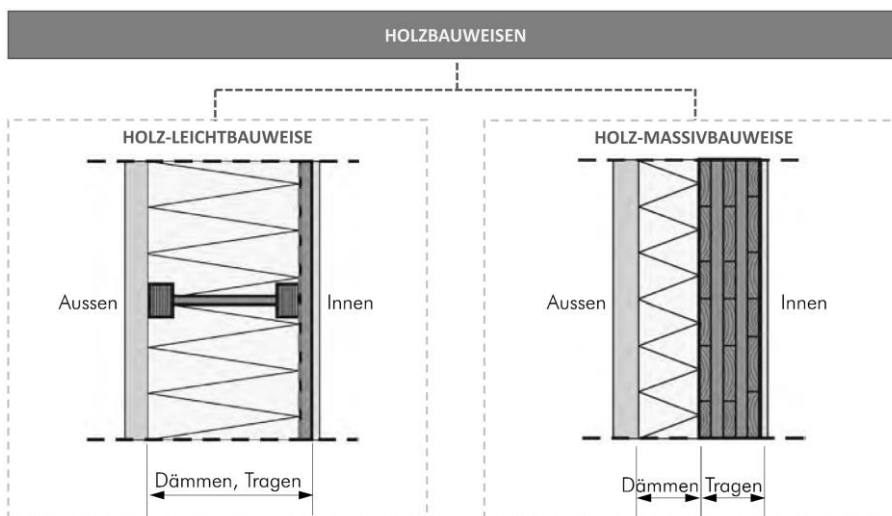 HOLZBAUWEISEN
HOLZ-LEICHTBAUWEISE
Aussen
Innen
Dämmen, Tragen
HOLZ-MASSIVBAUWEISE
Aussen
Innen
Dämmen
Tragen